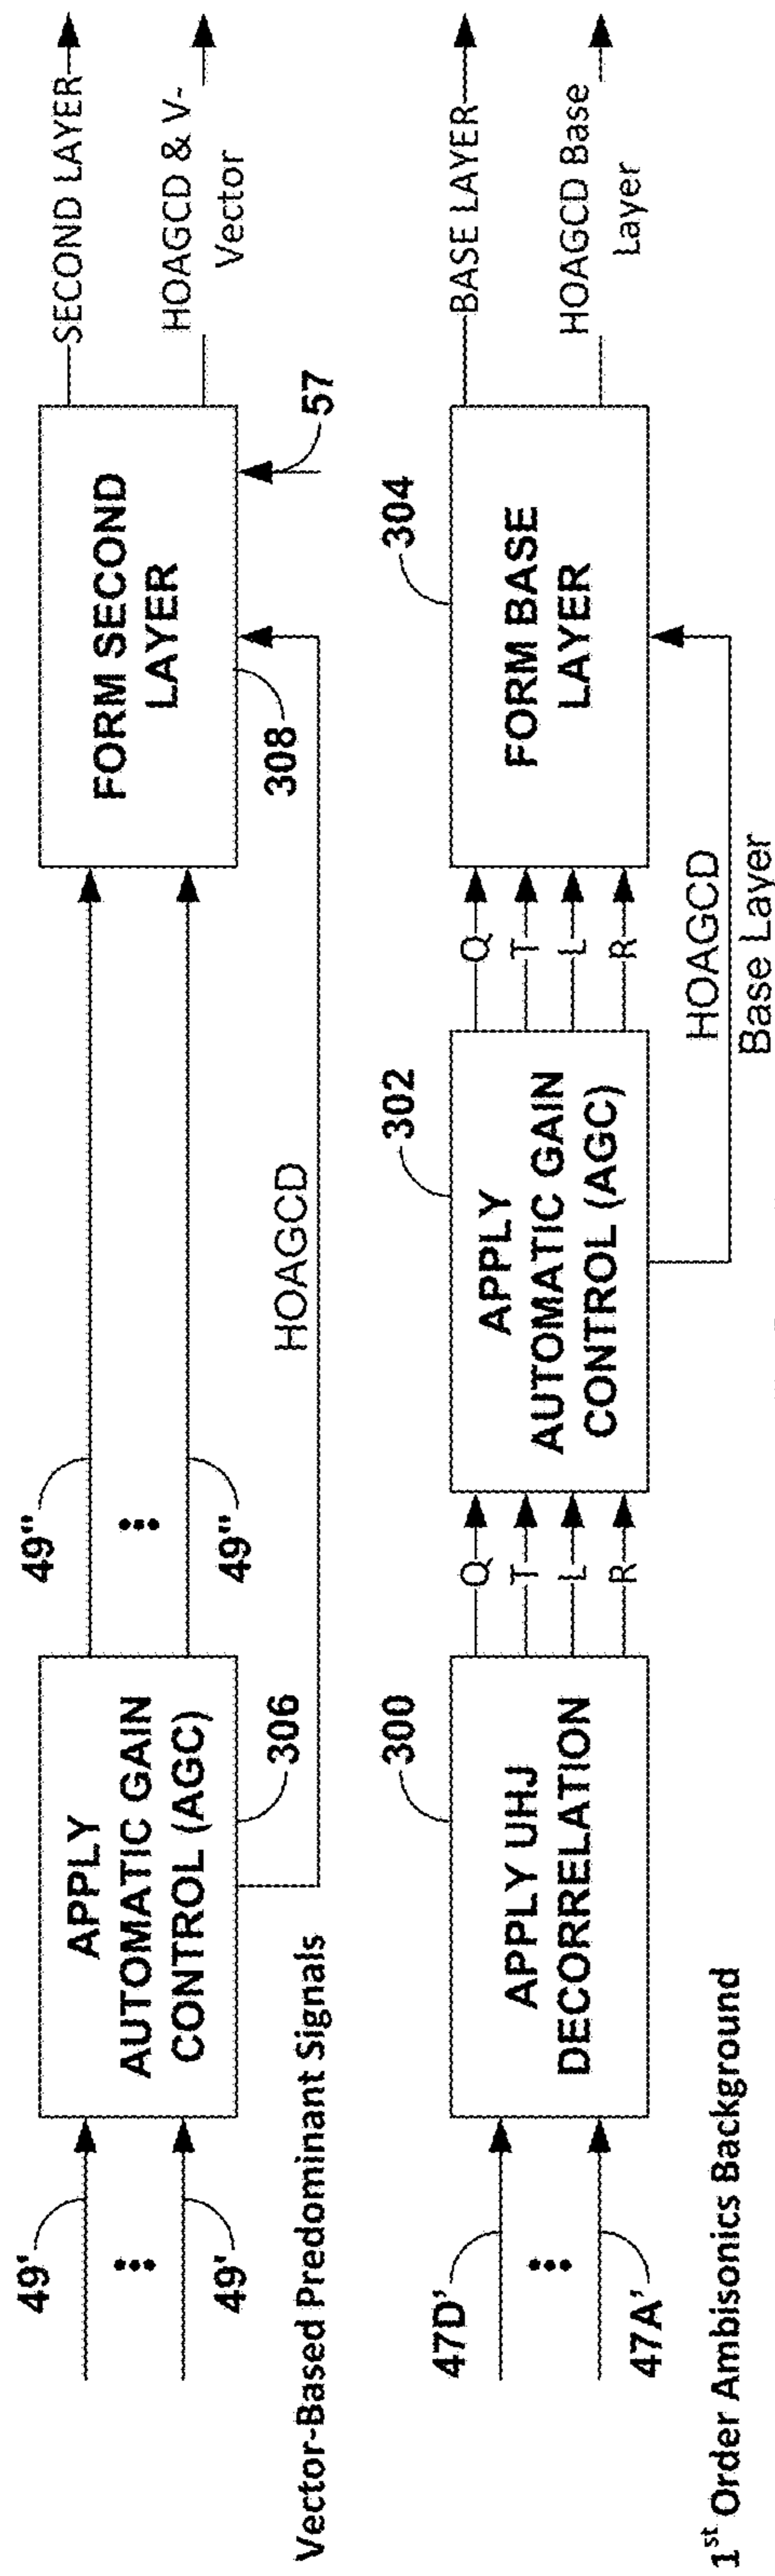 49'
49'
APPLY
AUTOMATIC GAIN
CONTROL (AGC)
306
49"
49"
HOAGCD
FORM SECOND
LAYER
308
57
SECOND LAYER
HOAGCD & V-
Vector
Vector-Based Predominant Signals
47D'
47A'
APPLY UHJ
DECORRELATION
300
Q
T
L
R
APPLY
AUTOMATIC GAIN
CONTROL (AGC)
302
Q
T
L
R
HOAGCD
Base Layer
FORM BASE
LAYER
304
BASE LAYER
HOAGCD Base
Layer
1st Order Ambisonics Background